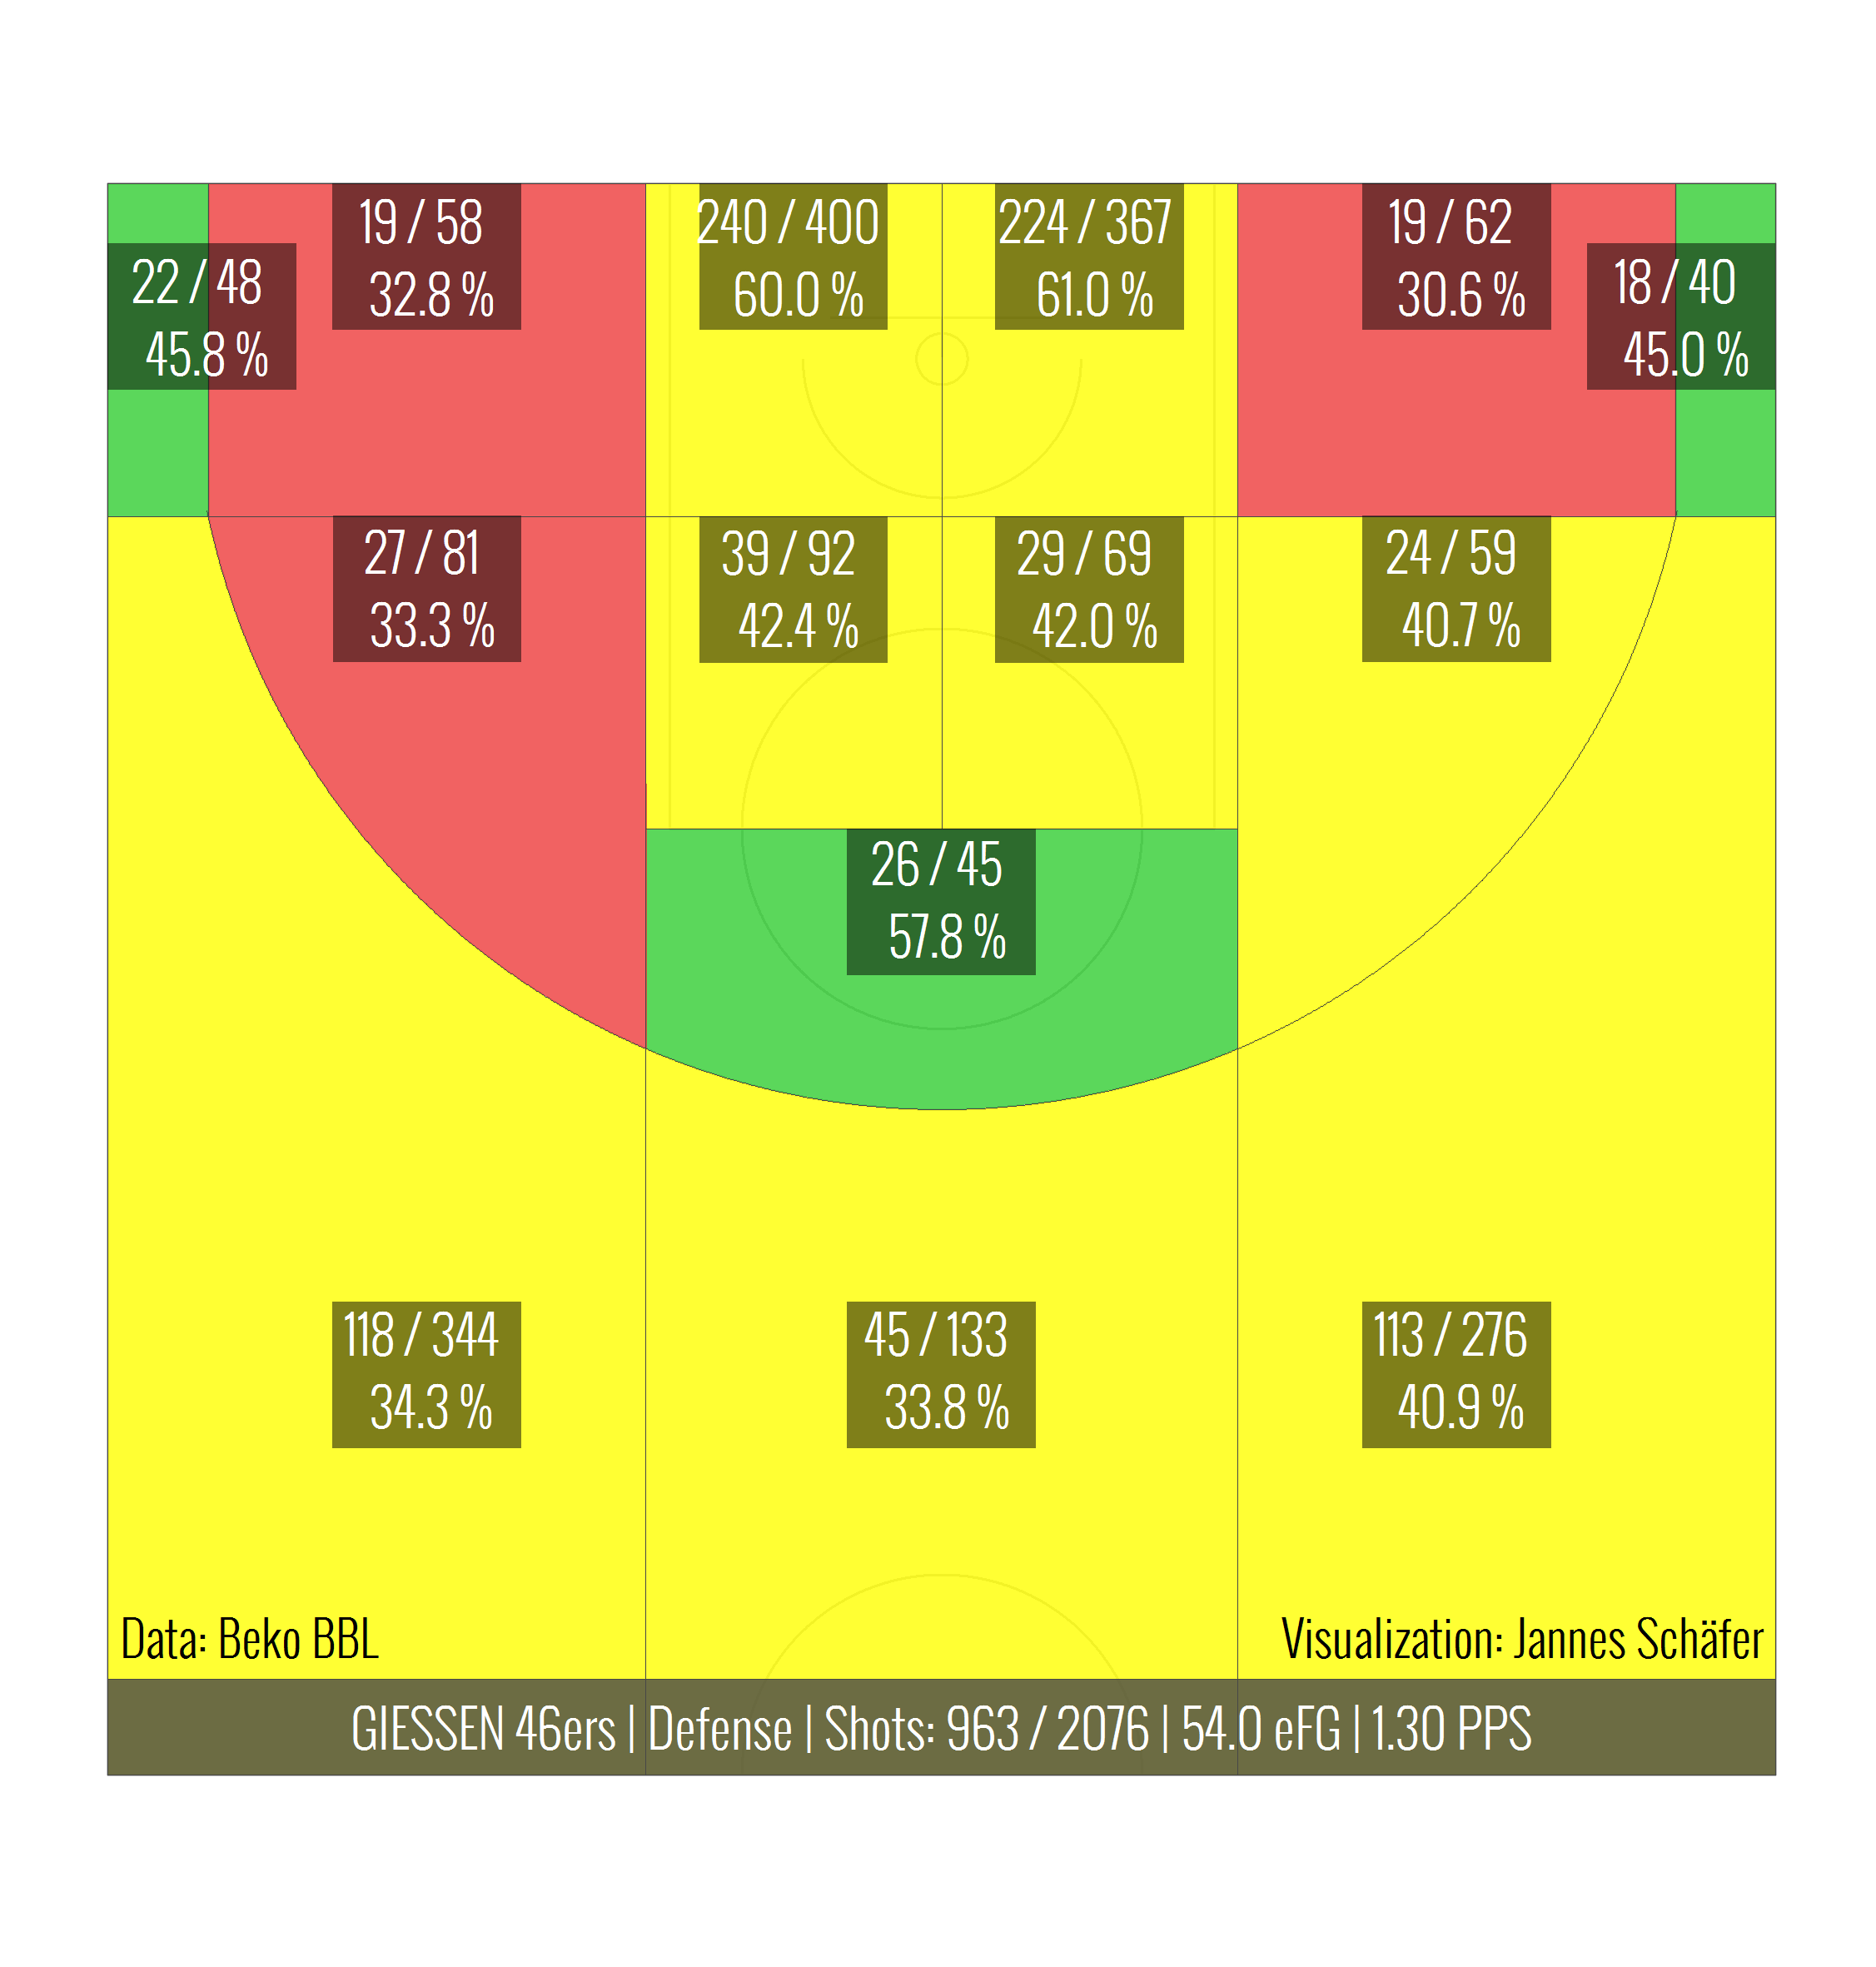 19 / 58
32.8 %
240 / 400
60.0 %
224 / 367
61.0 %
19 / 62
30.6 %
22 / 48
45.8 %
18 / 40
45.0 %
27 / 81
33.3 %
39 / 92
42.4 %
29 / 69
42.0 %
24 / 59
40.7 %
26 / 45
57.8 %
118 / 344
34.3 %
45 / 133
33.8 %
113 / 276
40.9 %
Data: Beko BBL
Visualization: Jannes Schäfer
GIESSEN 46ers | Defense | Shots: 963 / 2076 | 54.0 eFG | 1.30 PPS